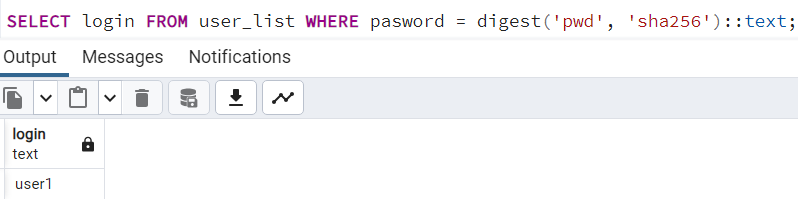 SELECT login FROM user_list WHERE pasword = digest('pwd', 'sha256')::text;
Output Messages Notifications
login
text
user1